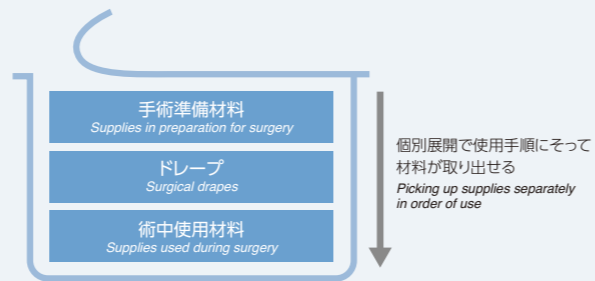 手術準備材料
Supplies in preparation for surgery
ドレープ
Surgical drapes
術中使用材料
Supplies used during surgery
個別展開で使用手順にそって
材料が取り出せる
Picking up supplies separately
in order of use